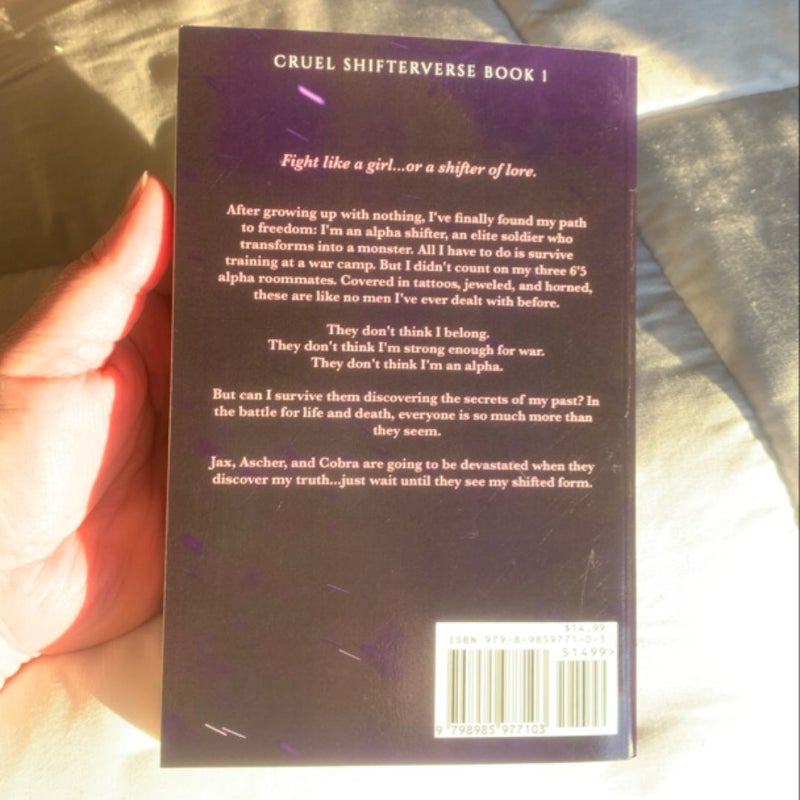 CRUEL SHIFTERVERSE BOOK 1
Fight like a girl...or a shifter of lore.
After growing up with nothing, I've finally found my path
to freedom: I'm an alpha shifter, an elite soldier who
transforms into a monster. All I have to do is survive
training at a war camp. But I didn't count on my three 6'5
alpha roommates. Covered in tattoos, jeweled, and horned,
these are like no men I've ever dealt with before.
They don't think I belong.
They don't think I'm strong enough for war.
They don't think I'm an alpha.
But can I survive them discovering the secrets of my past? In
the battle for life and death, everyone is so much more than
they seem.
Jax, Ascher, and Cobra are going to be devastated when they
discover my truth...just wait until they see my shifted form.
$14.99
ISBN 979-8-9859771-0-3
51499>
9 798985 977103